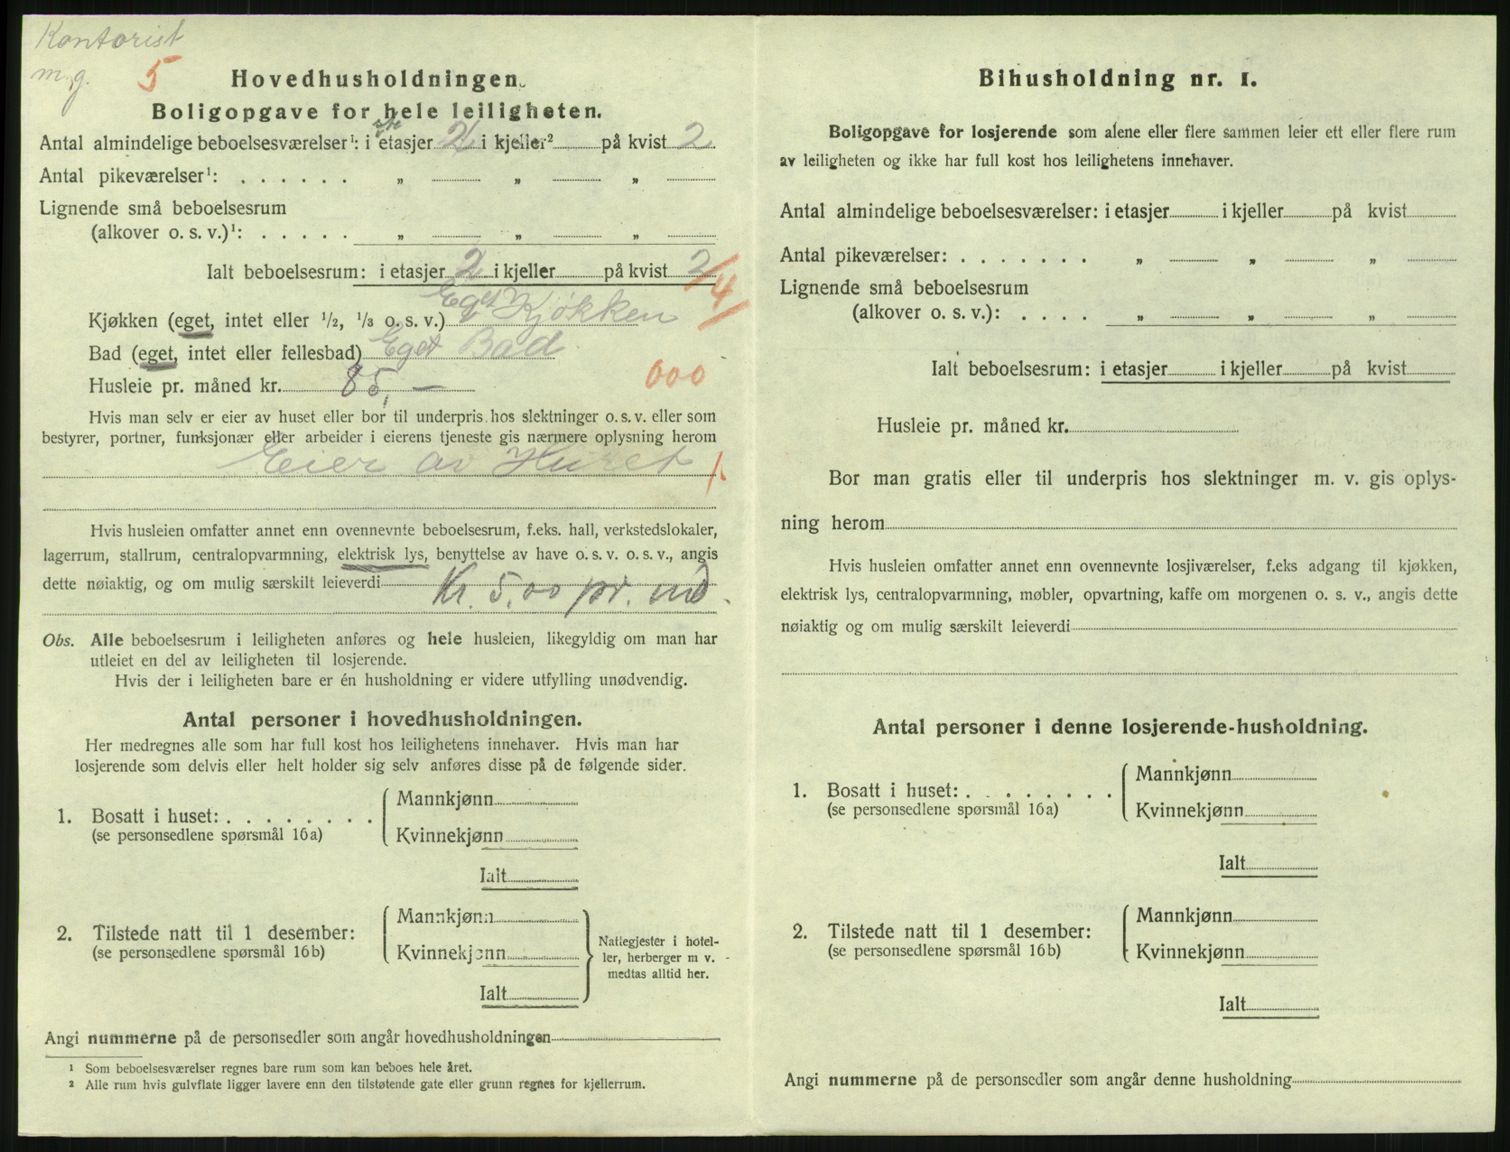 Kontorist
m.g.
5
Hovedhusholdningen.
Boligopgave for hele leiligheten.
Antal almindelige beboelsesværelser¹: i etasjer 2 i kjeller² på kvist 2
Antal pikeværelser¹: . . . . . . „ „ „
Lignende små beboelsesrum
(alkover o. s. v.)¹: . . . . . „ „ „
Ialt beboelsesrum: i etasjer 2 i kjeller på kvist 2/4/
Kjøkken (eget, intet eller ½, ⅓ o. s. v.) Eget Kjøkken
Bad (eget, intet eller fellesbad) Eget Bad
Husleie pr. måned kr. 85,— 000
Hvis man selv er eier av huset eller bor til underpris hos slektninger o. s. v. eller som
bestyrer, portner, funksjonær eller arbeider i eierens tjeneste gis nærmere oplysning herom
Eier av Huset 1.
Hvis husleien omfatter annet enn ovennevnte beboelsesrum, f.eks. hall, verkstedslokaler,
lagerrum, stallrum, centralopvarmning, elektrisk lys, benyttelse av have o. s. v. o. s. v., angis
dette nøiaktig, og om mulig særskilt leieverdi Kr. 5,00 pr. md.
Obs. Alle beboelsesrum i leiligheten anføres og hele husleien, likegyldig om man har
utleiet en del av leiligheten til losjerende.
Hvis der i leiligheten bare er én husholdning er videre utfylling unødvendig.
Antal personer i hovedhusholdningen.
Her medregnes alle som har full kost hos leilighetens innehaver. Hvis man har
losjerende som delvis eller helt holder sig selv anføres disse på de følgende sider.
1. Bosatt i huset: . . . . . . . . Mannkjønn
(se personsedlene spørsmål 16a) Kvinnekjønn
Ialt
2. Tilstede natt til 1 desember: Mannkjønn
(se personsedlene spørsmål 16b) Kvinnekjønn
Ialt
Nattegjester i hotel-
ler, herberger m v.
medtas alltid her.
Angi nummerne på de personsedler som angår hovedhusholdningen
¹ Som beboelsesværelser regnes bare rum som kan beboes hele året.
² Alle rum hvis gulvflate ligger lavere enn den tilstøtende gate eller grunn regnes for kjellerrum.
Bihusholdning nr. 1.
Boligopgave for losjerende som alene eller flere sammen leier ett eller flere rum
av leiligheten og ikke har full kost hos leilighetens innehaver.
Antal almindelige beboelsesværelser: i etasjer i kjeller på kvist
Antal pikeværelser: . . . . . . . „ „ „
Lignende små beboelsesrum
(alkover o. s. v.): . . . . „ „ „
Ialt beboelsesrum: i etasjer i kjeller på kvist
Husleie pr. måned kr.
Bor man gratis eller til underpris hos slektninger m. v. gis oplys-
ning herom
Hvis husleien omfatter annet enn ovennevnte losjiværelser, f.eks adgang til kjøkken,
elektrisk lys, centralopvarmning, møbler, opvartning, kaffe om morgenen o. s. v., angis dette
nøiaktig og om mulig særskilt leieverdi
Antal personer i denne losjerende-husholdning.
1. Bosatt i huset: . . . . . . . . Mannkjønn
(se personsedlene spørsmål 16a) Kvinnekjønn
Ialt
2. Tilstede natt til 1 desember: Mannkjønn
(se personsedlene spørsmål 16b) Kvinnekjønn
Ialt
Angi nummerne på de personsedler som angår denne husholdning